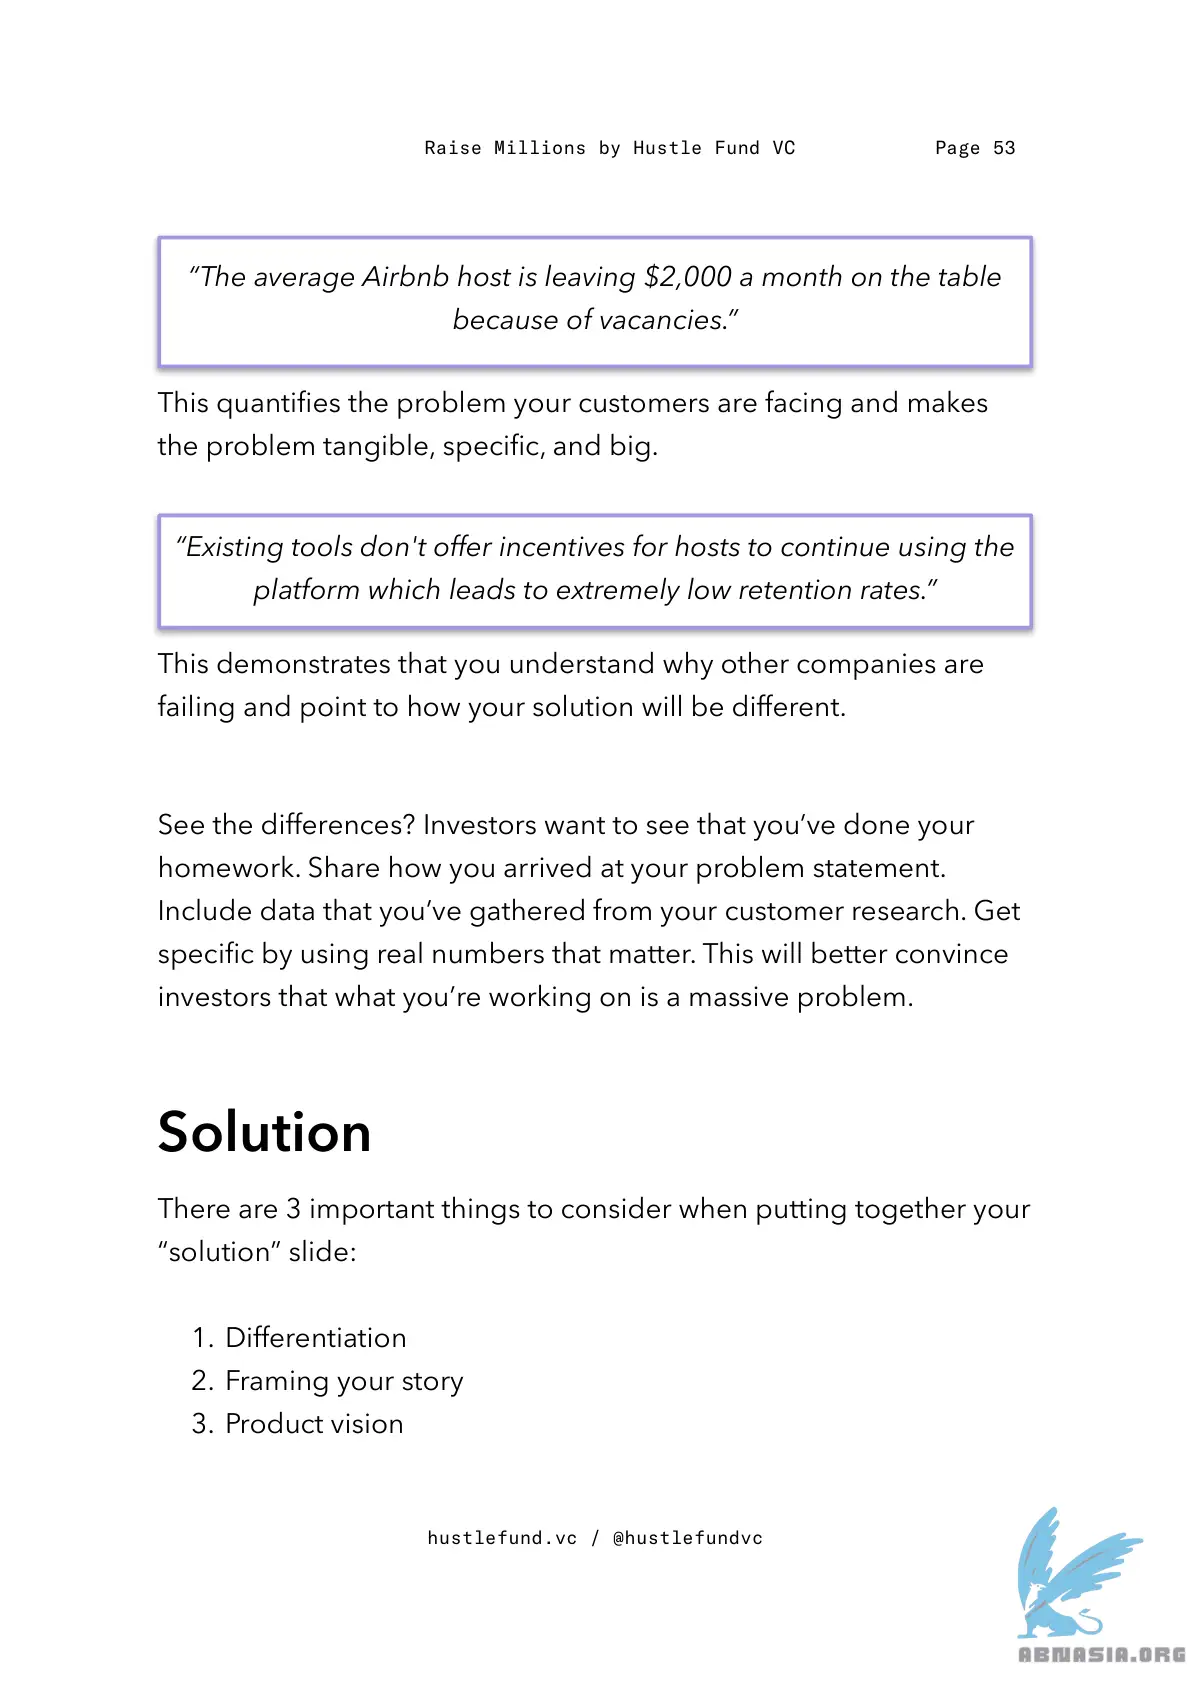 Raise Millions by Hustle Fund VC Page 53
“The average Airbnb host is leaving $2,000 a month on the table
because of vacancies.”
This quantifies the problem your customers are facing and makes
the problem tangible, specific, and big.
“Existing tools don't offer incentives for hosts to continue using the
platform which leads to extremely low retention rates.”
This demonstrates that you understand why other companies are
failing and point to how your solution will be different.
See the differences? Investors want to see that you’ve done your
homework. Share how you arrived at your problem statement.
Include data that you’ve gathered from your customer research. Get
specific by using real numbers that matter. This will better convince
investors that what you’re working on is a massive problem.
Solution
There are 3 important things to consider when putting together your
“solution” slide:
1. Differentiation
2. Framing your story
3. Product vision
hustlefund.vc / @hustlefundvc
ABNASIA.ORG